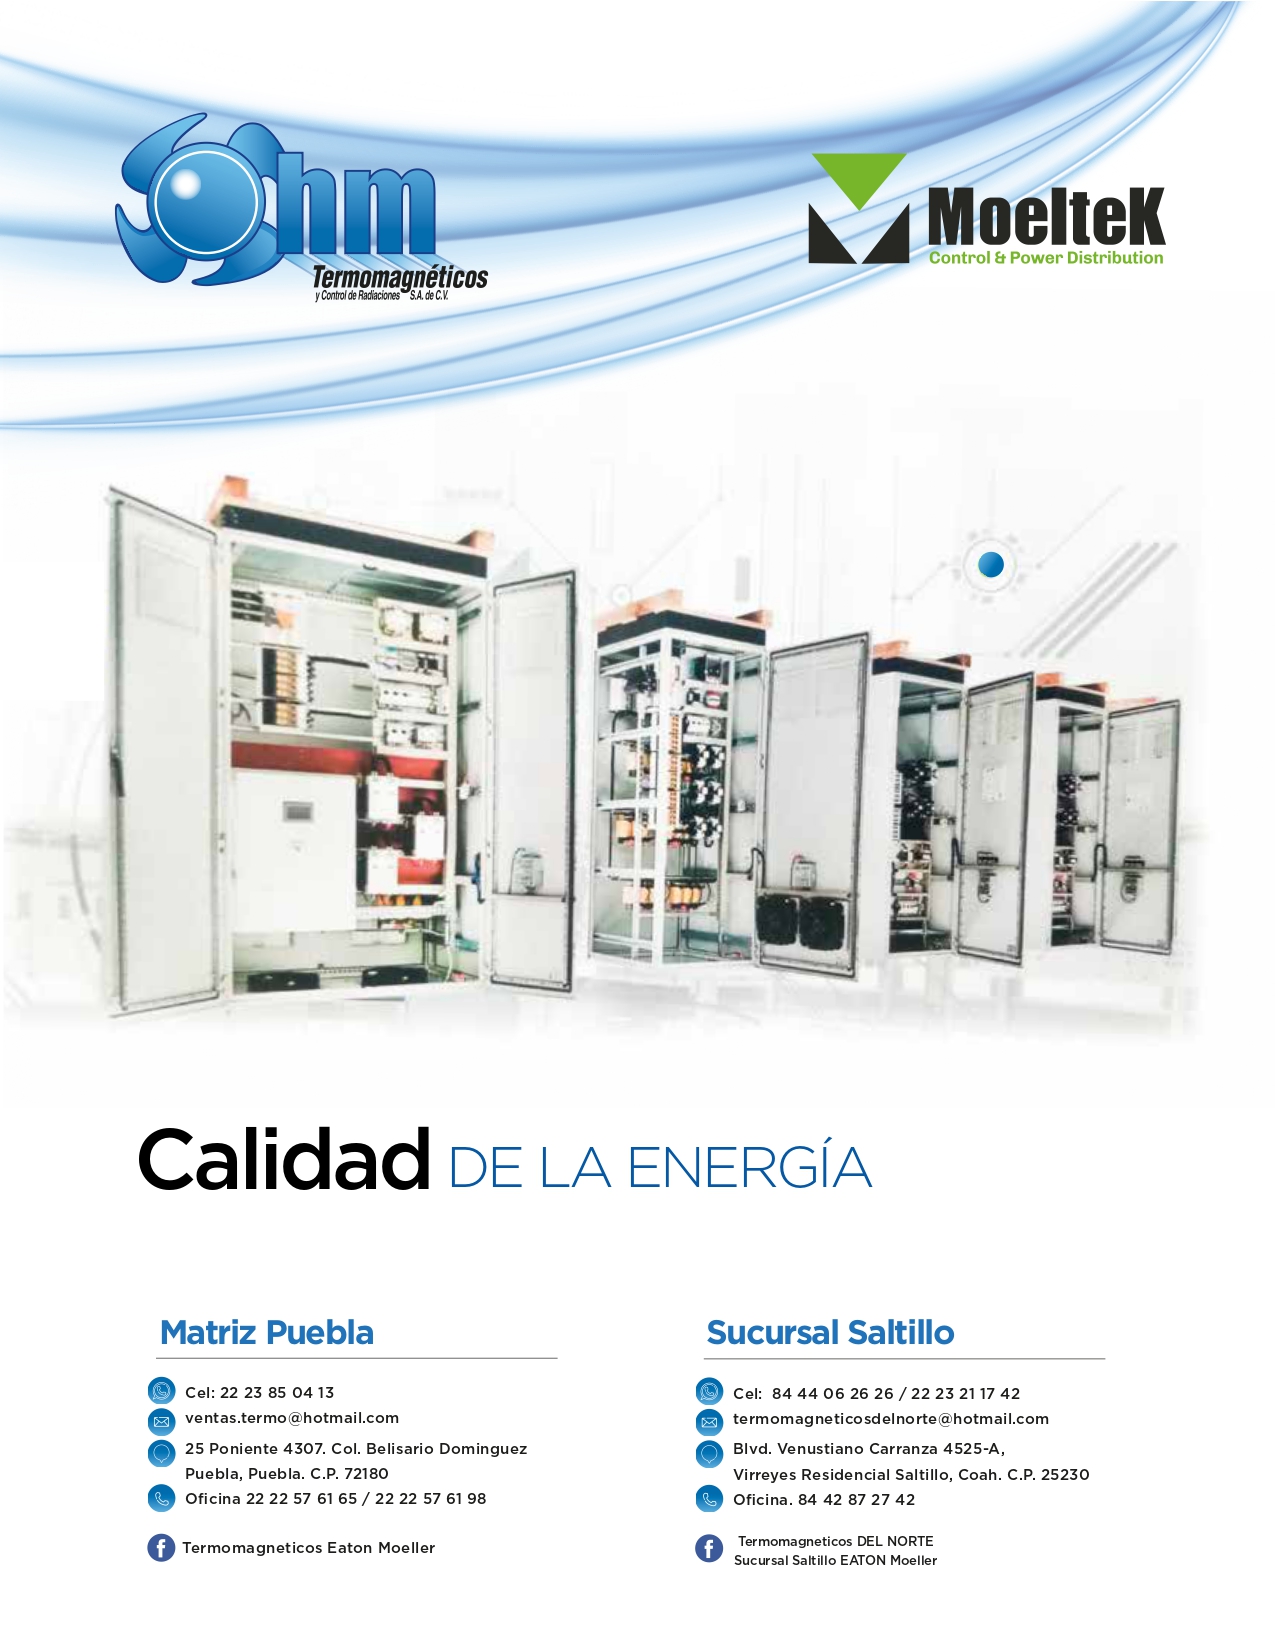 Ohm
Termomagnéticos
y Control de Radiaciones S.A. de C.V.
MoelteK
Control & Power Distribution
Calidad DE LA ENERGÍA
Matriz Puebla
Cel: 22 23 85 04 13
ventas.termo@hotmail.com
25 Poniente 4307. Col. Belisario Dominguez
Puebla, Puebla. C.P. 72180
Oficina 22 22 57 61 65 / 22 22 57 61 98
Termomagneticos Eaton Moeller
Sucursal Saltillo
Cel: 84 44 06 26 26 / 22 23 21 17 42
termomagneticosdelnorte@hotmail.com
Blvd. Venustiano Carranza 4525-A,
Virreyes Residencial Saltillo, Coah. C.P. 25230
Oficina. 84 42 87 27 42
Termomagneticos DEL NORTE
Sucursal Saltillo EATON Moeller